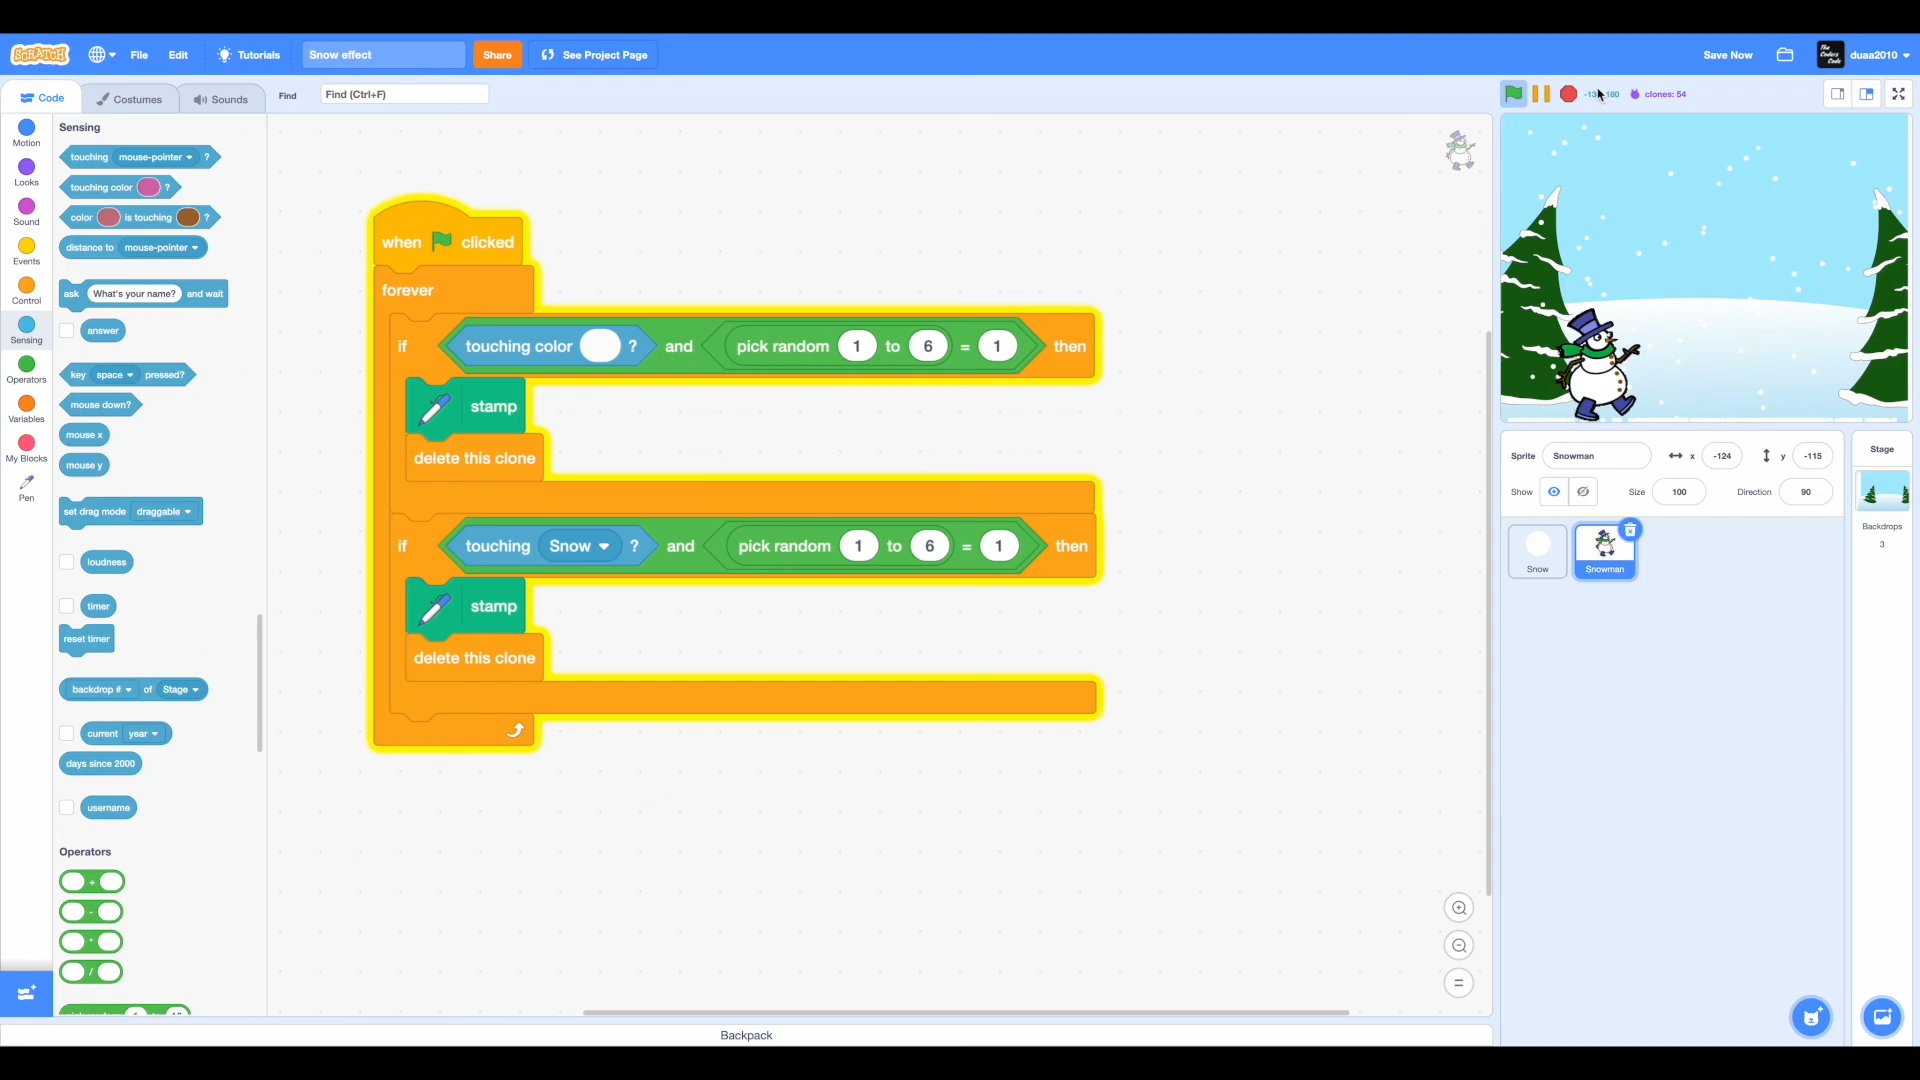 SCRATCH File Edit Tutorials Snow effect Share See Project Page Save Now The Coders Code duaa2010
Code Costumes Sounds Find Find (Ctrl+F) clones: 54
Motion
Looks
Sound
Events
Control
Sensing
Operators
Variables
My Blocks
Pen
Sensing
touching mouse-pointer ?
touching color ?
color is touching ?
distance to mouse-pointer
ask What's your name? and wait
answer
key space pressed?
mouse down?
mouse x
mouse y
set drag mode draggable
loudness
timer
reset timer
backdrop # of Stage
current year
days since 2000
username
Operators
+
-
*
/
when clicked
forever
if touching color ? and pick random 1 to 6 = 1 then
stamp
delete this clone
if touching Snow ? and pick random 1 to 6 = 1 then
stamp
delete this clone
Sprite Snowman x -124 y -115
Show Size 100 Direction 90
Snow
Snowman
Stage
Backdrops
3
Backpack